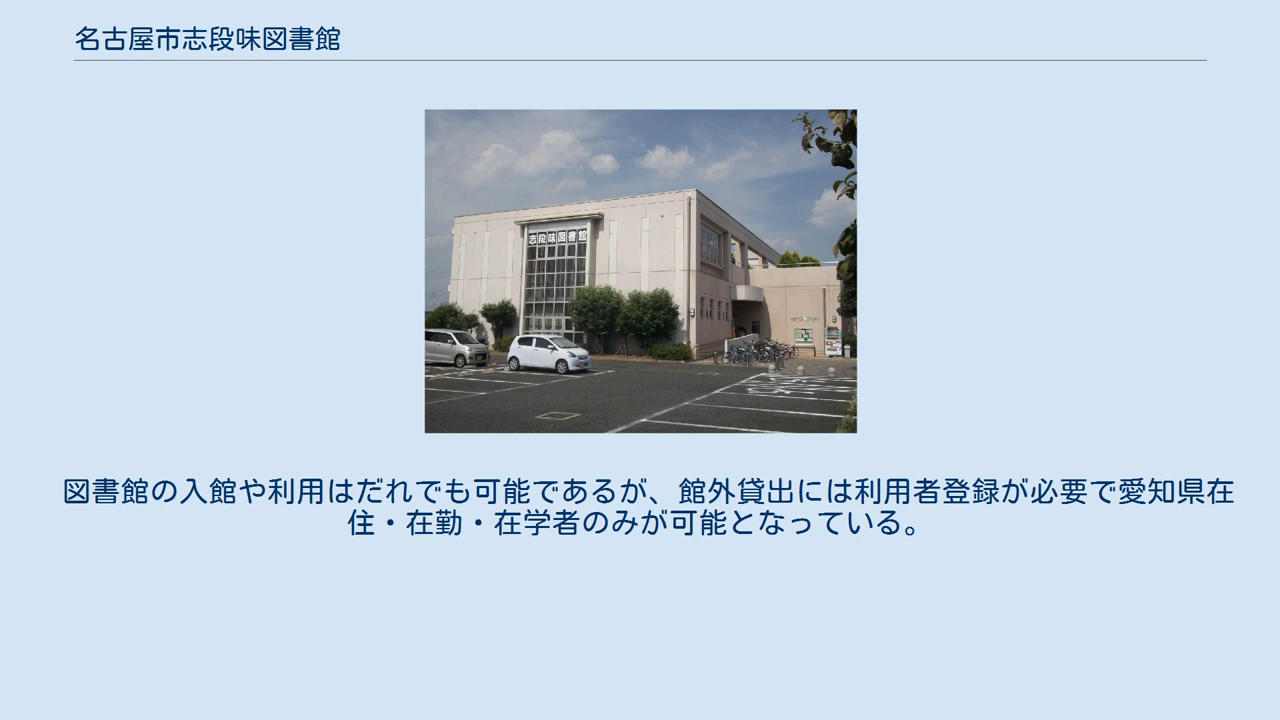 名古屋市志段味図書館
志段味図書館
図書館の入館や利用はだれでも可能であるが、館外貸出には利用者登録が必要で愛知県在
住・在勤・在学者のみが可能となっている。